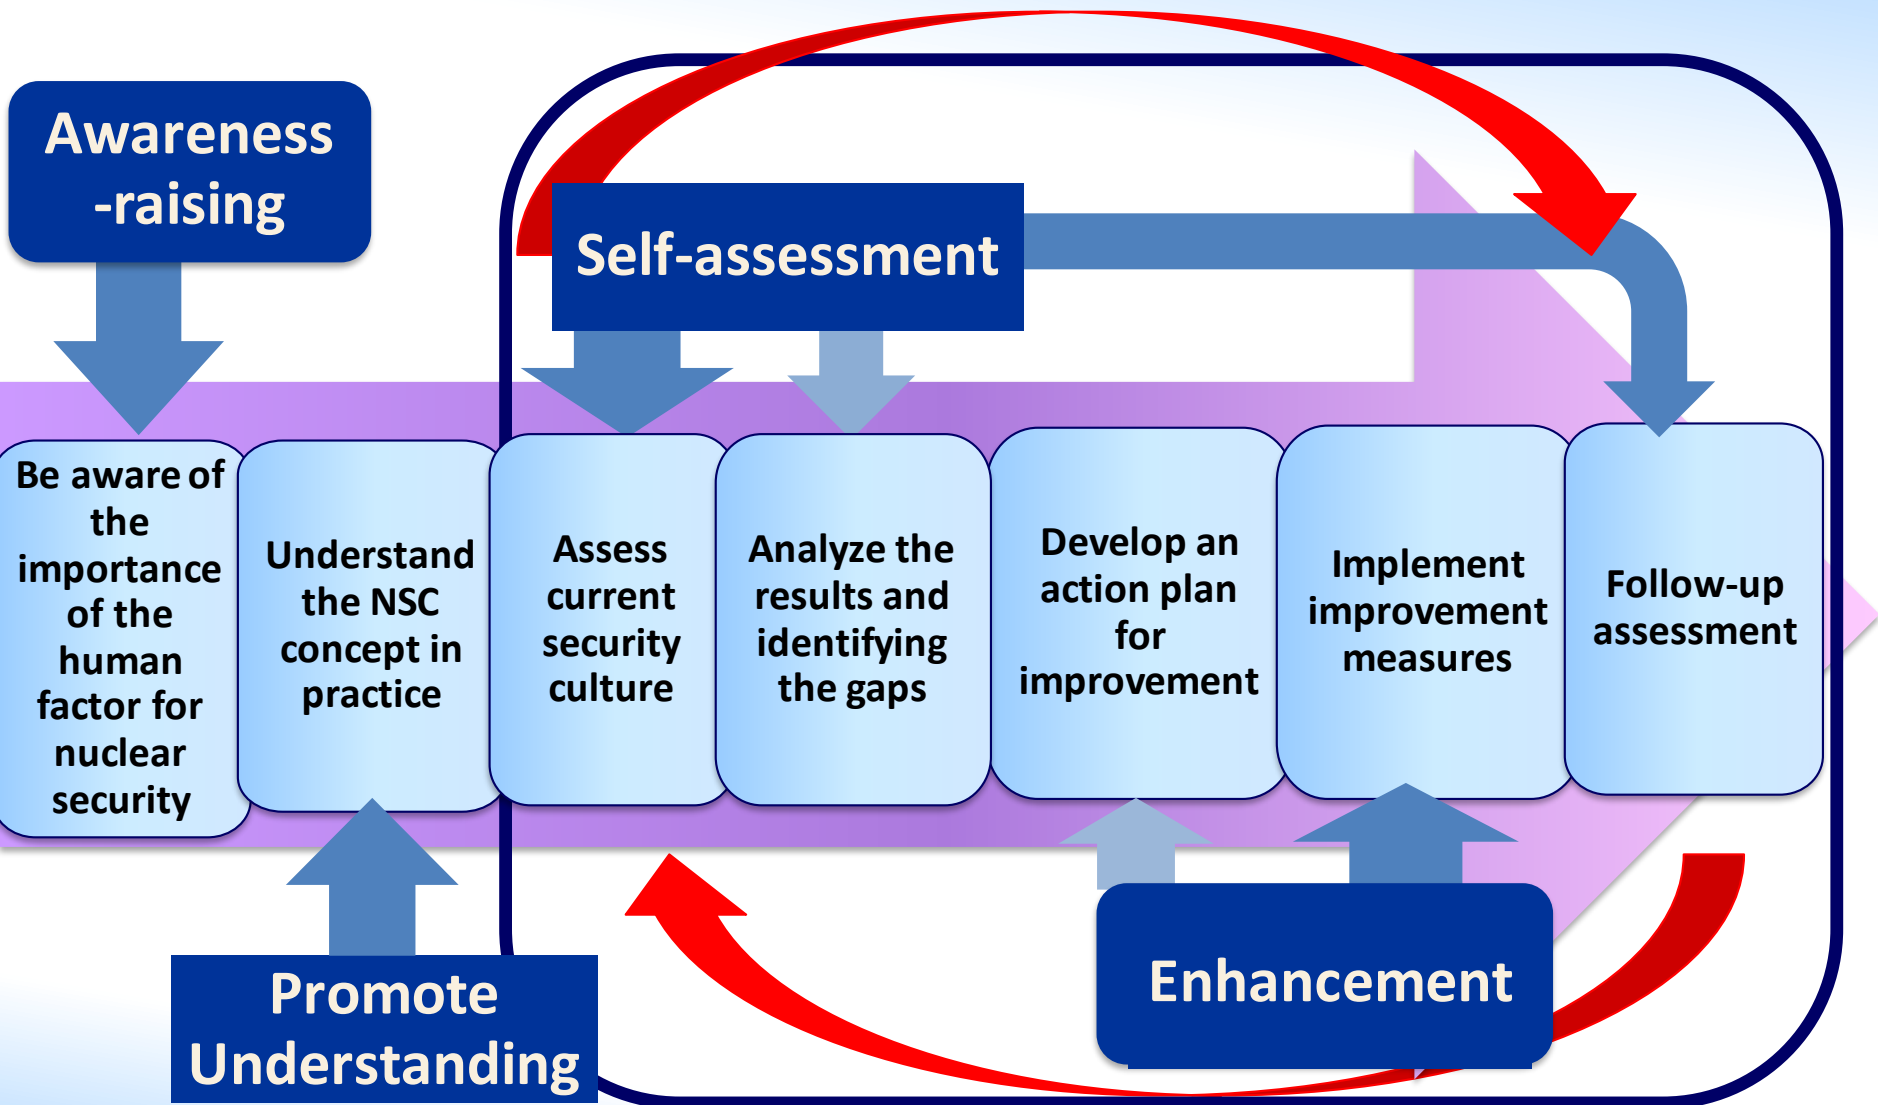 Awareness
-raising
Self-assessment
Be aware of
the
importance
of the
human
factor for
nuclear
security
Understand
the NSC
concept in
practice
Assess
current
security
culture
Analyze the
results and
identifying
the gaps
Develop an
action plan
for
improvement
Implement
improvement
measures
Follow-up
assessment
Promote
Understanding
Enhancement